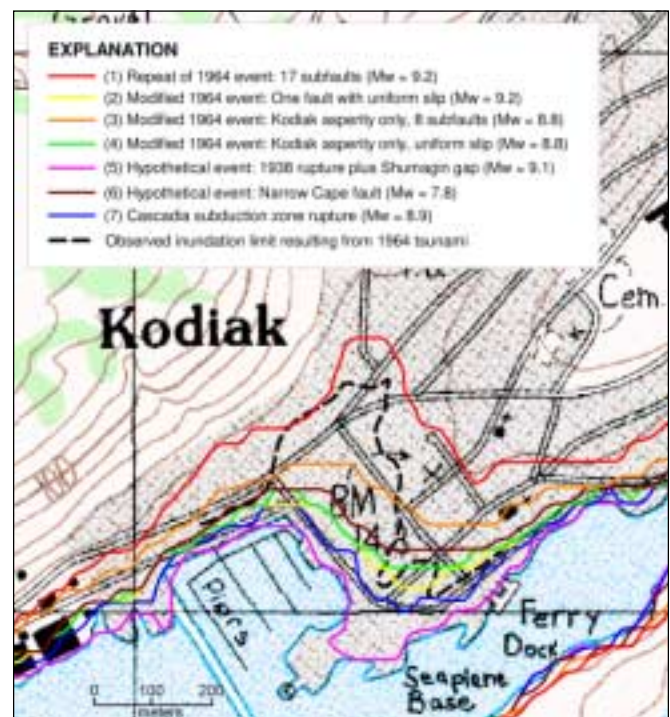 EXPLANATION
(1) Repeat of 1964 event: 17 subfaults (Mw = 9.2)
(2) Modified 1964 event: One fault with uniform slip (Mw = 9.2)
(3) Modified 1964 event: Kodiak asperity only, 8 subfaults (Mw = 8.8)
(4) Modified 1964 event: Kodiak asperity only, uniform slip (Mw = 8.8)
(5) Hypothetical event: 1938 rupture plus Shumagin gap (Mw = 9.1)
(6) Hypothetical event: Narrow Cape fault (Mw = 7.8)
(7) Cascadia subduction zone rupture (Mw = 8.9)
Observed inundation limit resulting from 1964 tsunami
Cem.
Kodiak
BM
Piers
Ferry
Dock
Seaplane
Base
0 100 200
meters